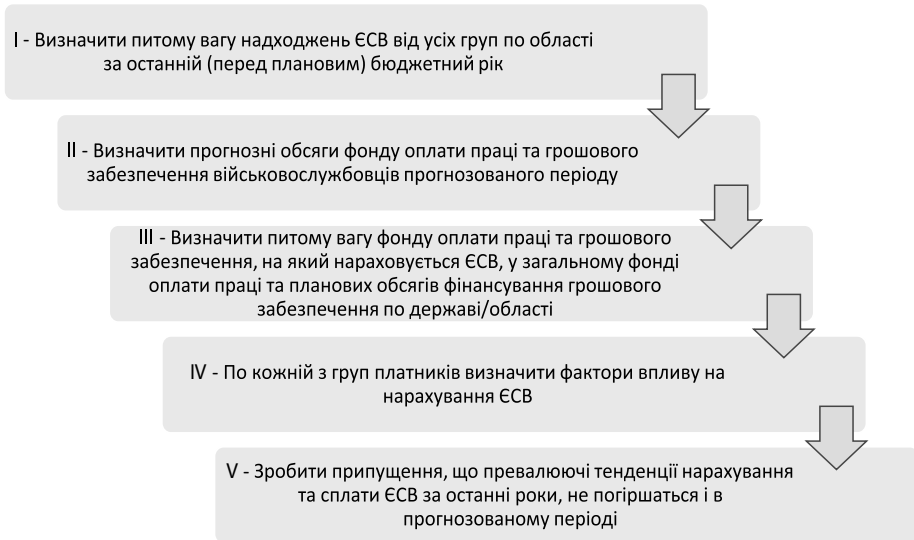 I - Визначити питому вагу надходжень ЄСВ від усіх груп по області
за останній (перед плановим) бюджетний рік
II - Визначити прогнозні обсяги фонду оплати праці та грошового
забезпечення військовослужбовців прогнозованого періоду
III - Визначити питому вагу фонду оплати праці та грошового
забезпечення, на який нараховується ЄСВ, у загальному фонді
оплати праці та планових обсягів фінансування грошового
забезпечення по державі/області
IV - По кожній з груп платників визначити фактори впливу на
нарахування ЄСВ
V - Зробити припущення, що превалюючі тенденції нарахування
та сплати ЄСВ за останні роки, не погіршаться і в
прогнозованому періоді